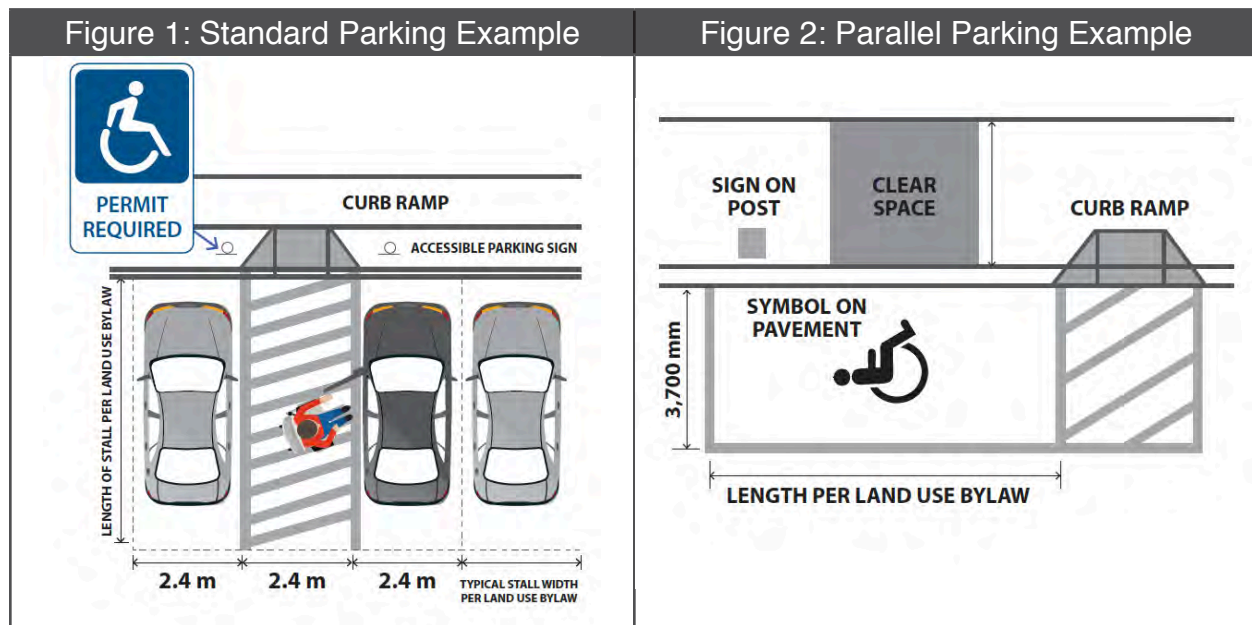 Figure 1: Standard Parking Example
PERMIT
REQUIRED
CURB RAMP
ACCESSIBLE PARKING SIGN
LENGTH OF STALL PER LAND USE BYLAW
2.4 m
2.4 m
2.4 m
TYPICAL STALL WIDTH
PER LAND USE BYLAW
Figure 2: Parallel Parking Example
SIGN ON
POST
CLEAR
SPACE
CURB RAMP
SYMBOL ON
PAVEMENT
3,700 mm
LENGTH PER LAND USE BYLAW